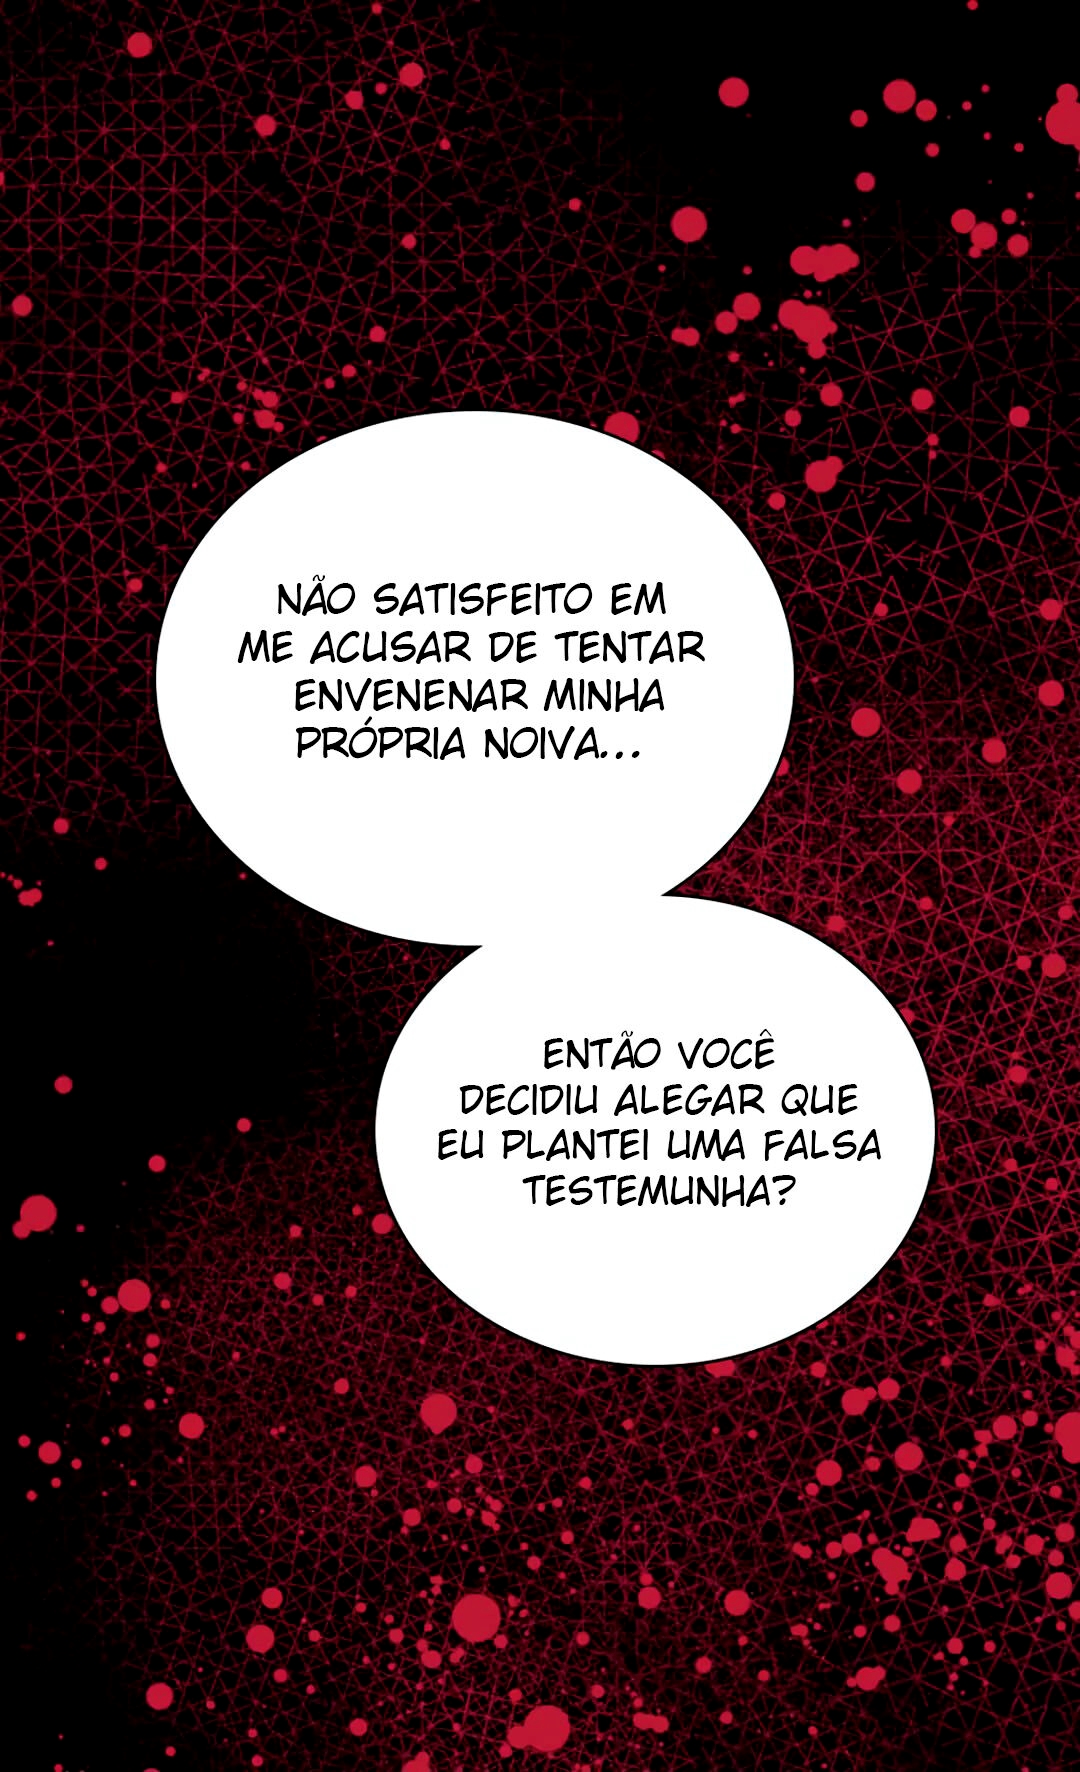 NÃO SATISFEITO EM
ME ACUSAR DE TENTAR
ENVENENAR MINHA
PRÓPRIA NOIVA...
ENTÃO VOCÊ
DECIDIU ALEGAR QUE
EU PLANTEI UMA FALSA
TESTEMUNHA?